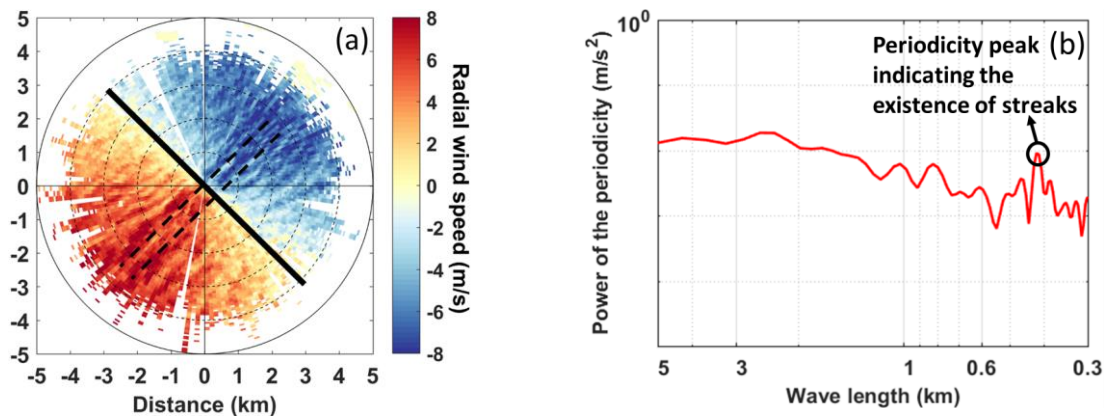 (a)
5
4
3
2
1
0
-1
-2
-3
-4
-5
-5 -4 -3 -2 -1 0 1 2 3 4 5
Distance (km)
8
6
4
2
0
-2
-4
-6
-8
Radial wind speed (m/s)
(b)
10^0
Periodicity peak
indicating the
existence of streaks
Power of the periodicity (m/s^2)
5 3 1 0.6 0.3
Wave length (km)